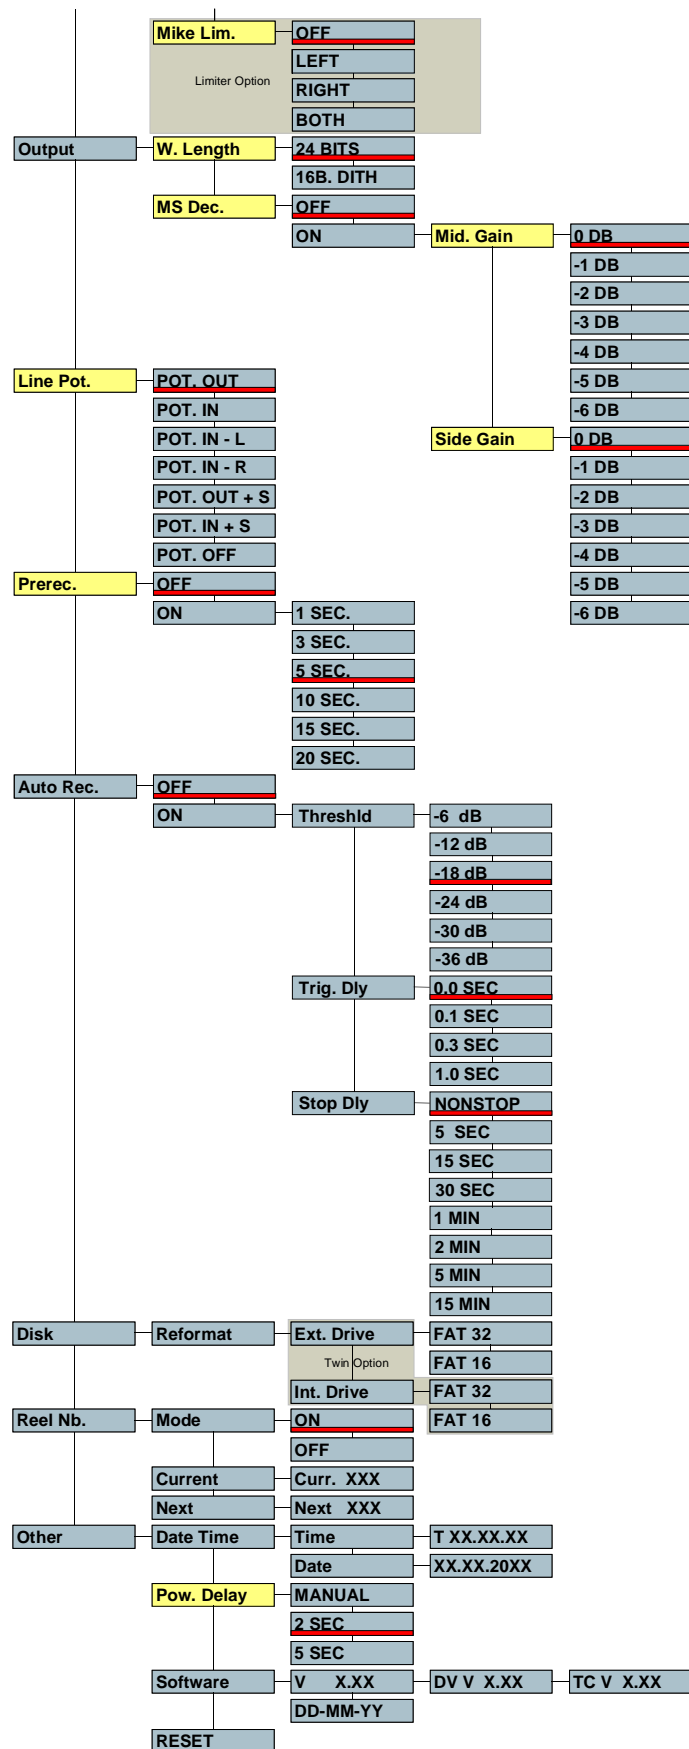 Mike Lim. OFF
LEFT
Limiter Option
RIGHT
BOTH
Output W. Length 24 BITS
16B. DITH
MS Dec. OFF
ON Mid. Gain 0 DB
-1 DB
-2 DB
-3 DB
-4 DB
Line Pot. POT. OUT -5 DB
POT. IN -6 DB
POT. IN - L Side Gain 0 DB
POT. IN - R -1 DB
POT. OUT + S -2 DB
POT. IN + S -3 DB
POT. OFF -4 DB
Prerec. OFF -5 DB
ON 1 SEC. -6 DB
3 SEC.
5 SEC.
10 SEC.
15 SEC.
20 SEC.
Auto Rec. OFF
ON Threshld -6 dB
-12 dB
-18 dB
-24 dB
-30 dB
-36 dB
Trig. Dly 0.0 SEC
0.1 SEC
0.3 SEC
1.0 SEC
Stop Dly NONSTOP
5 SEC
15 SEC
30 SEC
1 MIN
2 MIN
5 MIN
15 MIN
Disk Reformat Ext. Drive FAT 32
Twin Option FAT 16
Int. Drive FAT 32
Reel Nb. Mode ON FAT 16
OFF
Current Curr. XXX
Next Next XXX
Other Date Time Time T XX.XX.XX
Date XX.XX.20XX
Pow. Delay MANUAL
2 SEC
5 SEC
Software V X.XX DV V X.XX TC V X.XX
DD-MM-YY
RESET